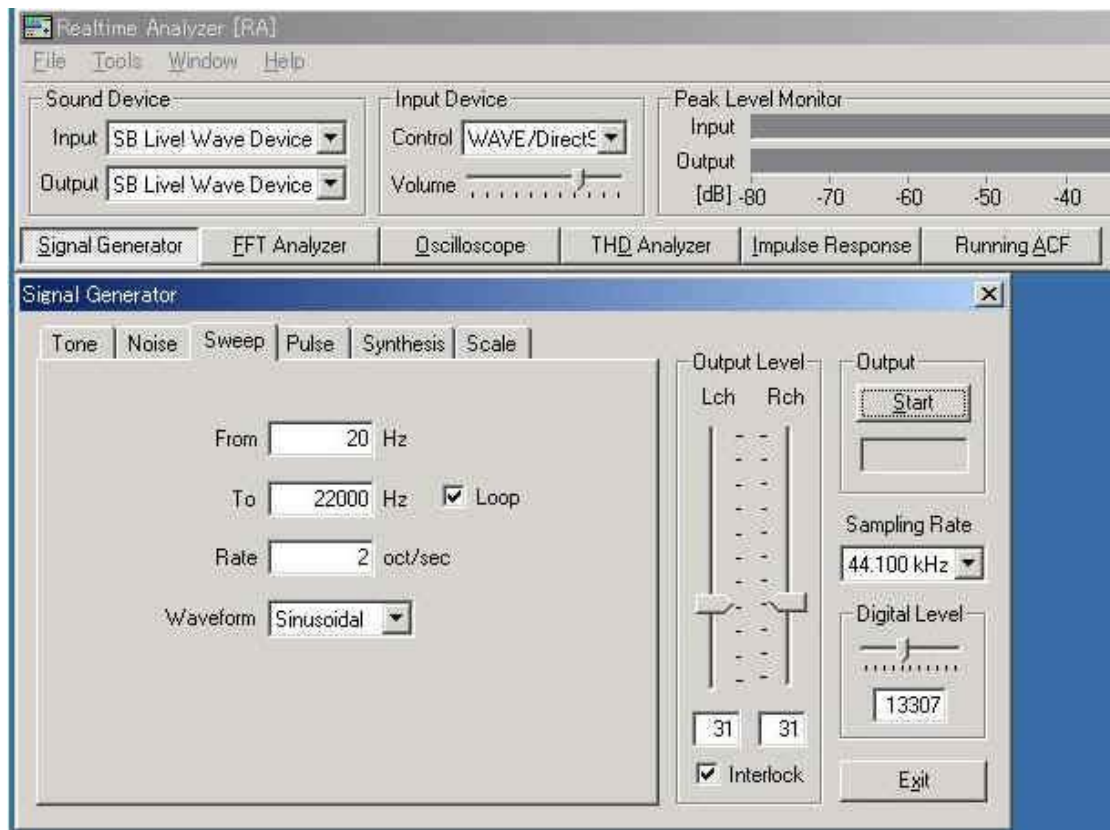 Realtime Analyzer [RA]
File Tools Window Help
Sound Device
Input SB Live! Wave Device
Output SB Live! Wave Device
Input Device
Control WAVE/DirectS
Volume
Peak Level Monitor
Input
Output
[dB] -80 -70 -60 -50 -40
Signal Generator FFT Analyzer Oscilloscope THD Analyzer Impulse Response Running ACF
Signal Generator
Tone Noise Sweep Pulse Synthesis Scale
From 20 Hz
To 22000 Hz Loop
Rate 2 oct/sec
Waveform Sinusoidal
Output Level
Lch Rch
31 31
Interlock
Output
Start
Sampling Rate
44.100 kHz
Digital Level
13307
Exit